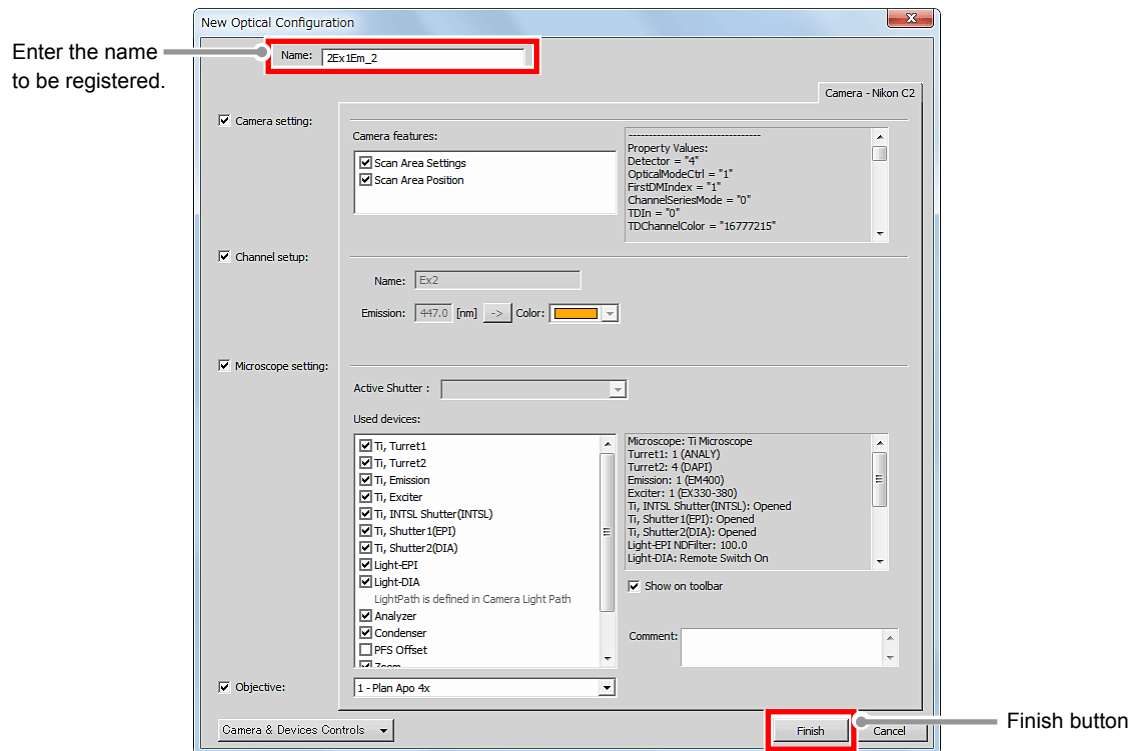 New Optical Configuration
Enter the name
to be registered.
Name: 2Ex1Em_2
Camera - Nikon C2
Camera setting:
Camera features:
Scan Area Settings
Scan Area Position
----------------------------------
Property Values:
Detector = "4"
OpticalModeCtrl = "1"
FirstDMIndex = "1"
ChannelSeriesMode = "0"
TDIn = "0"
TDChannelColor = "16777215"
Channel setup:
Name: Ex2
Emission: 447.0 [nm] -> Color:
Microscope setting:
Active Shutter :
Used devices:
Ti, Turret1
Ti, Turret2
Ti, Emission
Ti, Exciter
Ti, INTSL Shutter(INTSL)
Ti, Shutter1(EPI)
Ti, Shutter2(DIA)
Light-EPI
Light-DIA
LightPath is defined in Camera Light Path
Analyzer
Condenser
PFS Offset
Zoom
Microscope: Ti Microscope
Turret1: 1 (ANALY)
Turret2: 4 (DAPI)
Emission: 1 (EM400)
Exciter: 1 (EX330-380)
Ti, INTSL Shutter(INTSL): Opened
Ti, Shutter1(EPI): Opened
Ti, Shutter2(DIA): Opened
Light-EPI NDFilter: 100.0
Light-DIA: Remote Switch On
Show on toolbar
Comment:
Objective: 1 - Plan Apo 4x
Camera & Devices Controls
Finish
Cancel
Finish button